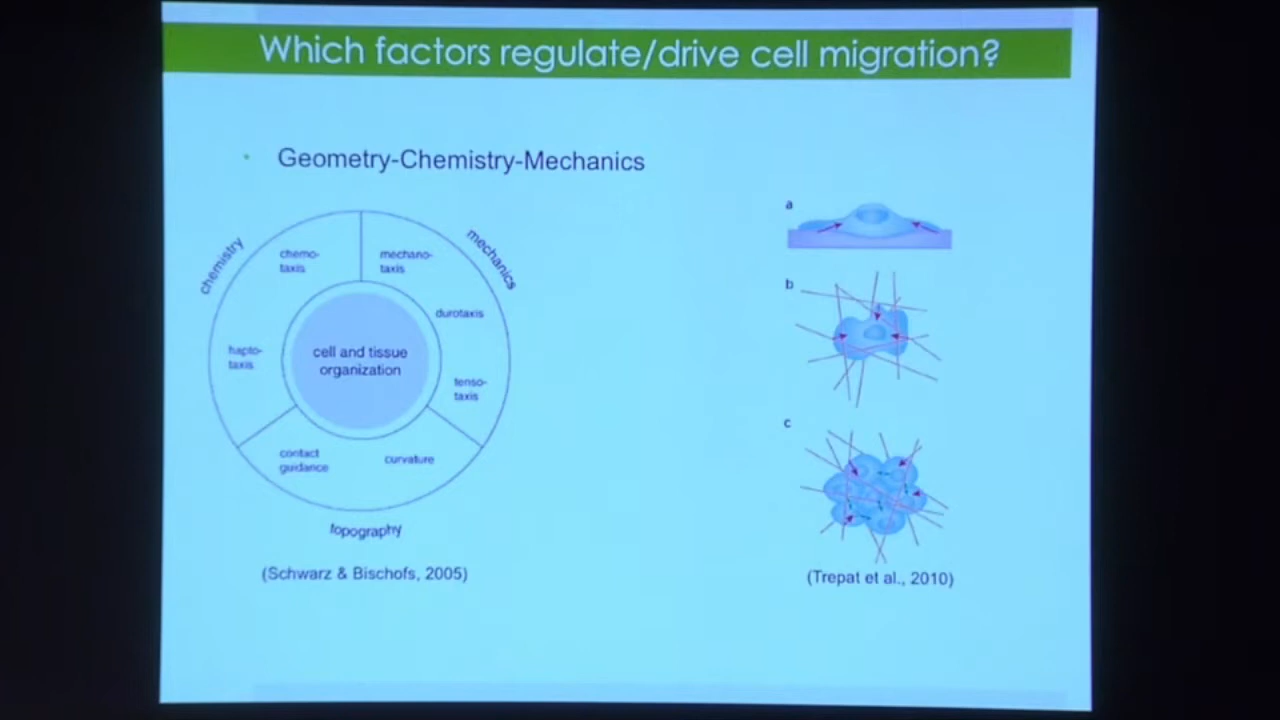 Which factors regulate/drive cell migration?
Geometry-Chemistry-Mechanics
chemistry
mechanics
chemo-
taxis
mechano-
taxis
durotaxis
hapto-
taxis
cell and tissue
organization
tenso-
taxis
contact
guidance
curvature
topography
(Schwarz & Bischofs, 2005)
a
b
c
(Trepat et al., 2010)